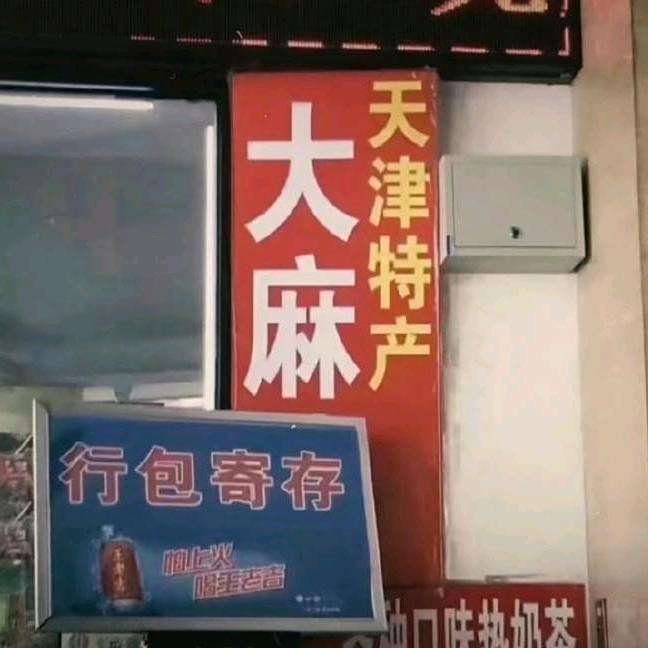 天津特产
大麻
行包寄存
怕上火
喝王老吉
口味热奶茶